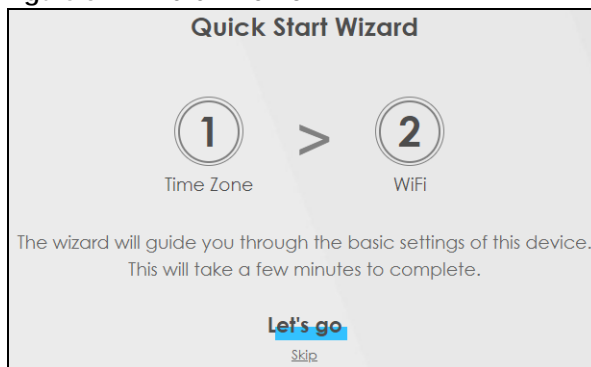 Quick Start Wizard
1 > 2
Time Zone WiFi
The wizard will guide you through the basic settings of this device.
This will take a few minutes to complete.
Let's go
Skip